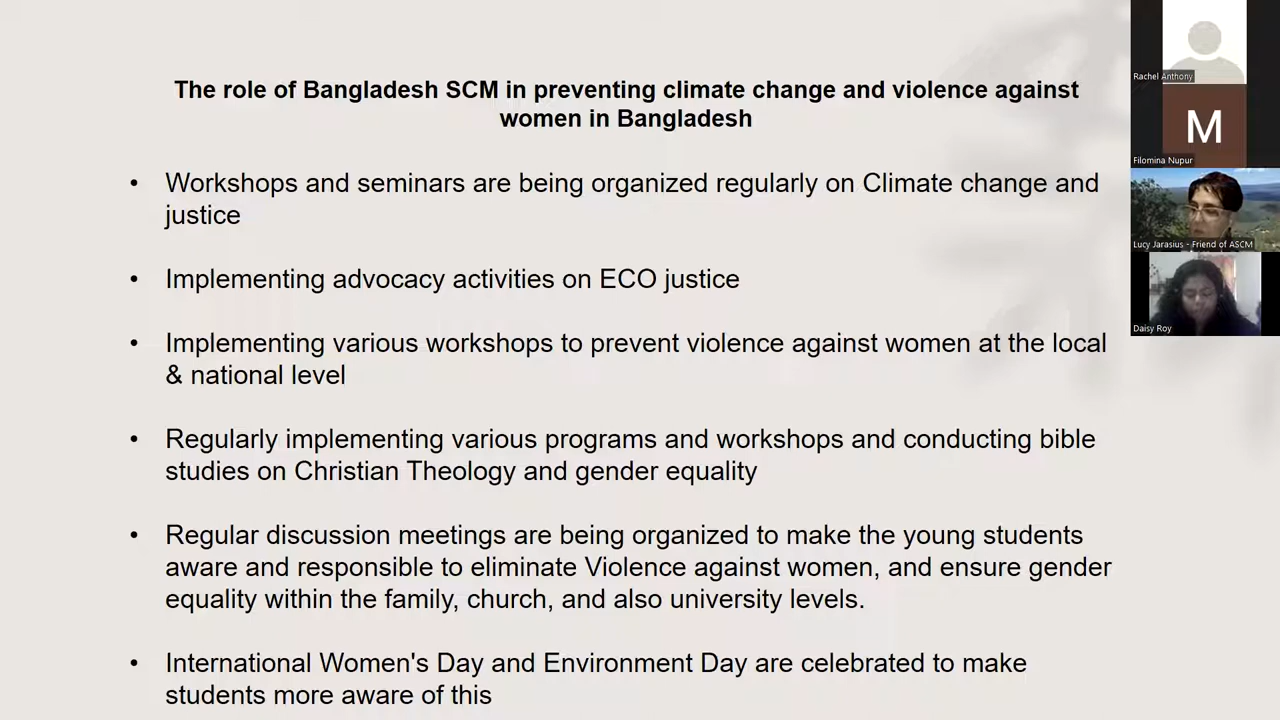 The role of Bangladesh SCM in preventing climate change and violence against
women in Bangladesh
• Workshops and seminars are being organized regularly on Climate change and
justice
• Implementing advocacy activities on ECO justice
• Implementing various workshops to prevent violence against women at the local
& national level
• Regularly implementing various programs and workshops and conducting bible
studies on Christian Theology and gender equality
• Regular discussion meetings are being organized to make the young students
aware and responsible to eliminate Violence against women, and ensure gender
equality within the family, church, and also university levels.
• International Women's Day and Environment Day are celebrated to make
students more aware of this
Rachel Anthony
M
Filomina Nupur
Lucy Jarasius - Friend of ASCM
Daisy Roy